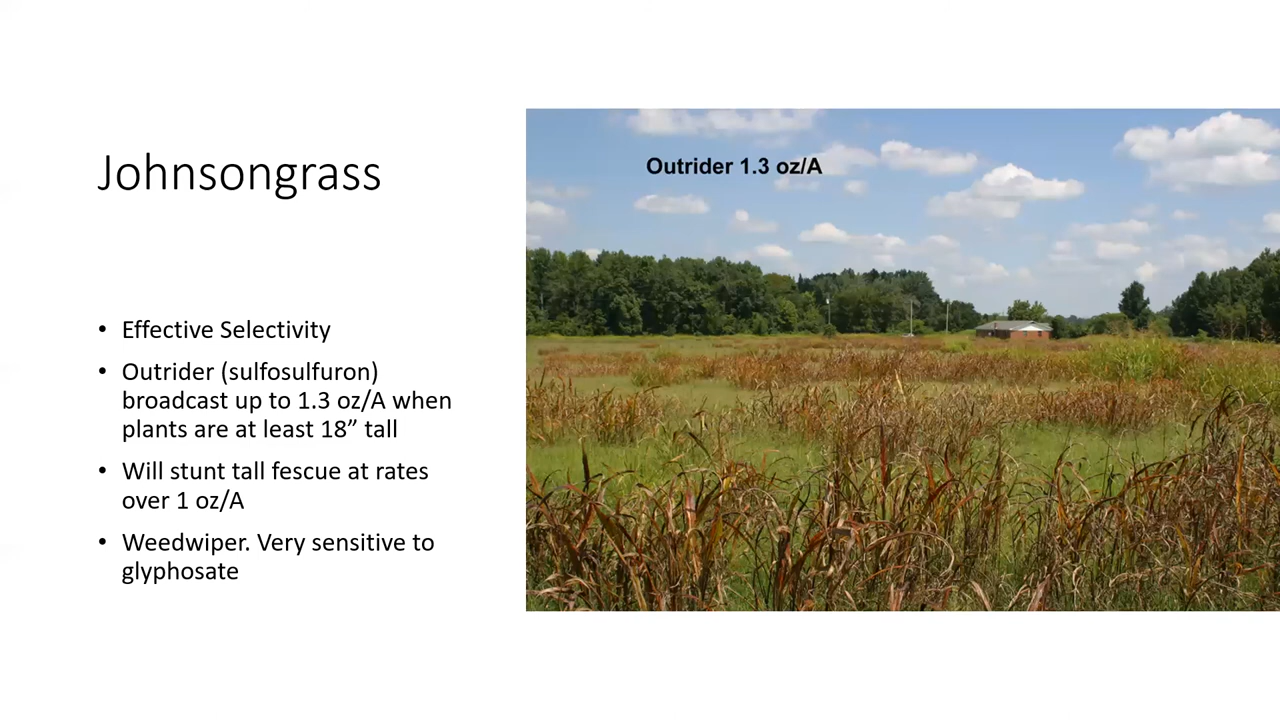 Johnsongrass
Outrider 1.3 oz/A
• Effective Selectivity
• Outrider (sulfosulfuron)
broadcast up to 1.3 oz/A when
plants are at least 18” tall
• Will stunt tall fescue at rates
over 1 oz/A
• Weedwiper. Very sensitive to
glyphosate